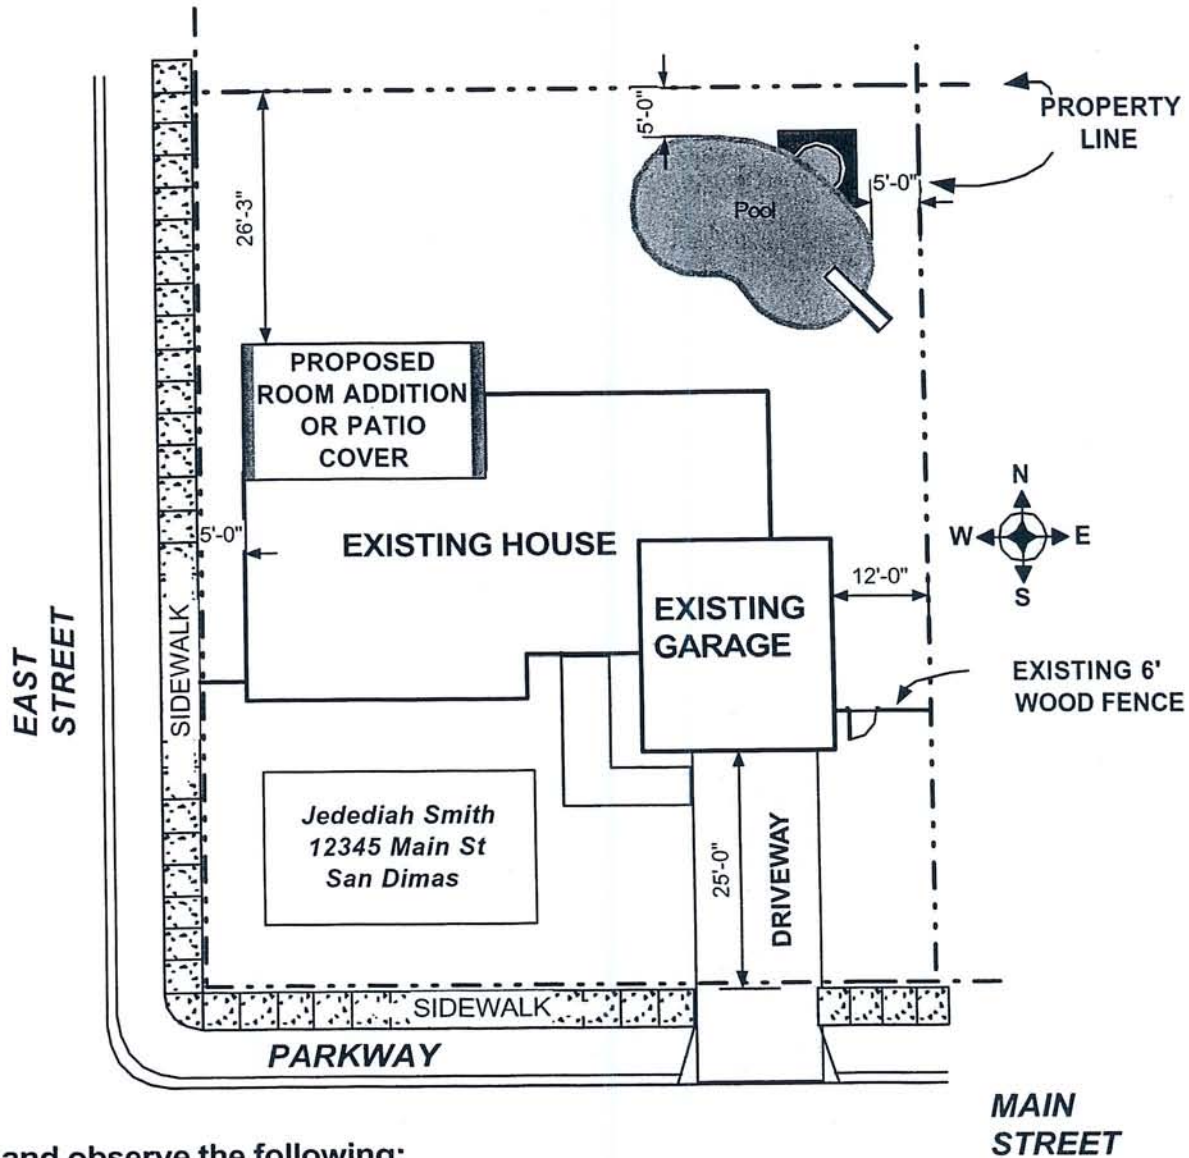 5'-0"
PROPERTY
LINE
5'-0"
Pool
26'-3"
PROPOSED
ROOM ADDITION
OR PATIO
COVER
N
W
E
S
5'-0"
EXISTING HOUSE
12'-0"
EXISTING
GARAGE
EAST
STREET
SIDEWALK
EXISTING 6'
WOOD FENCE
Jedediah Smith
12345 Main St
San Dimas
25'-0"
DRIVEWAY
SIDEWALK
PARKWAY
MAIN
STREET
and observe the following: